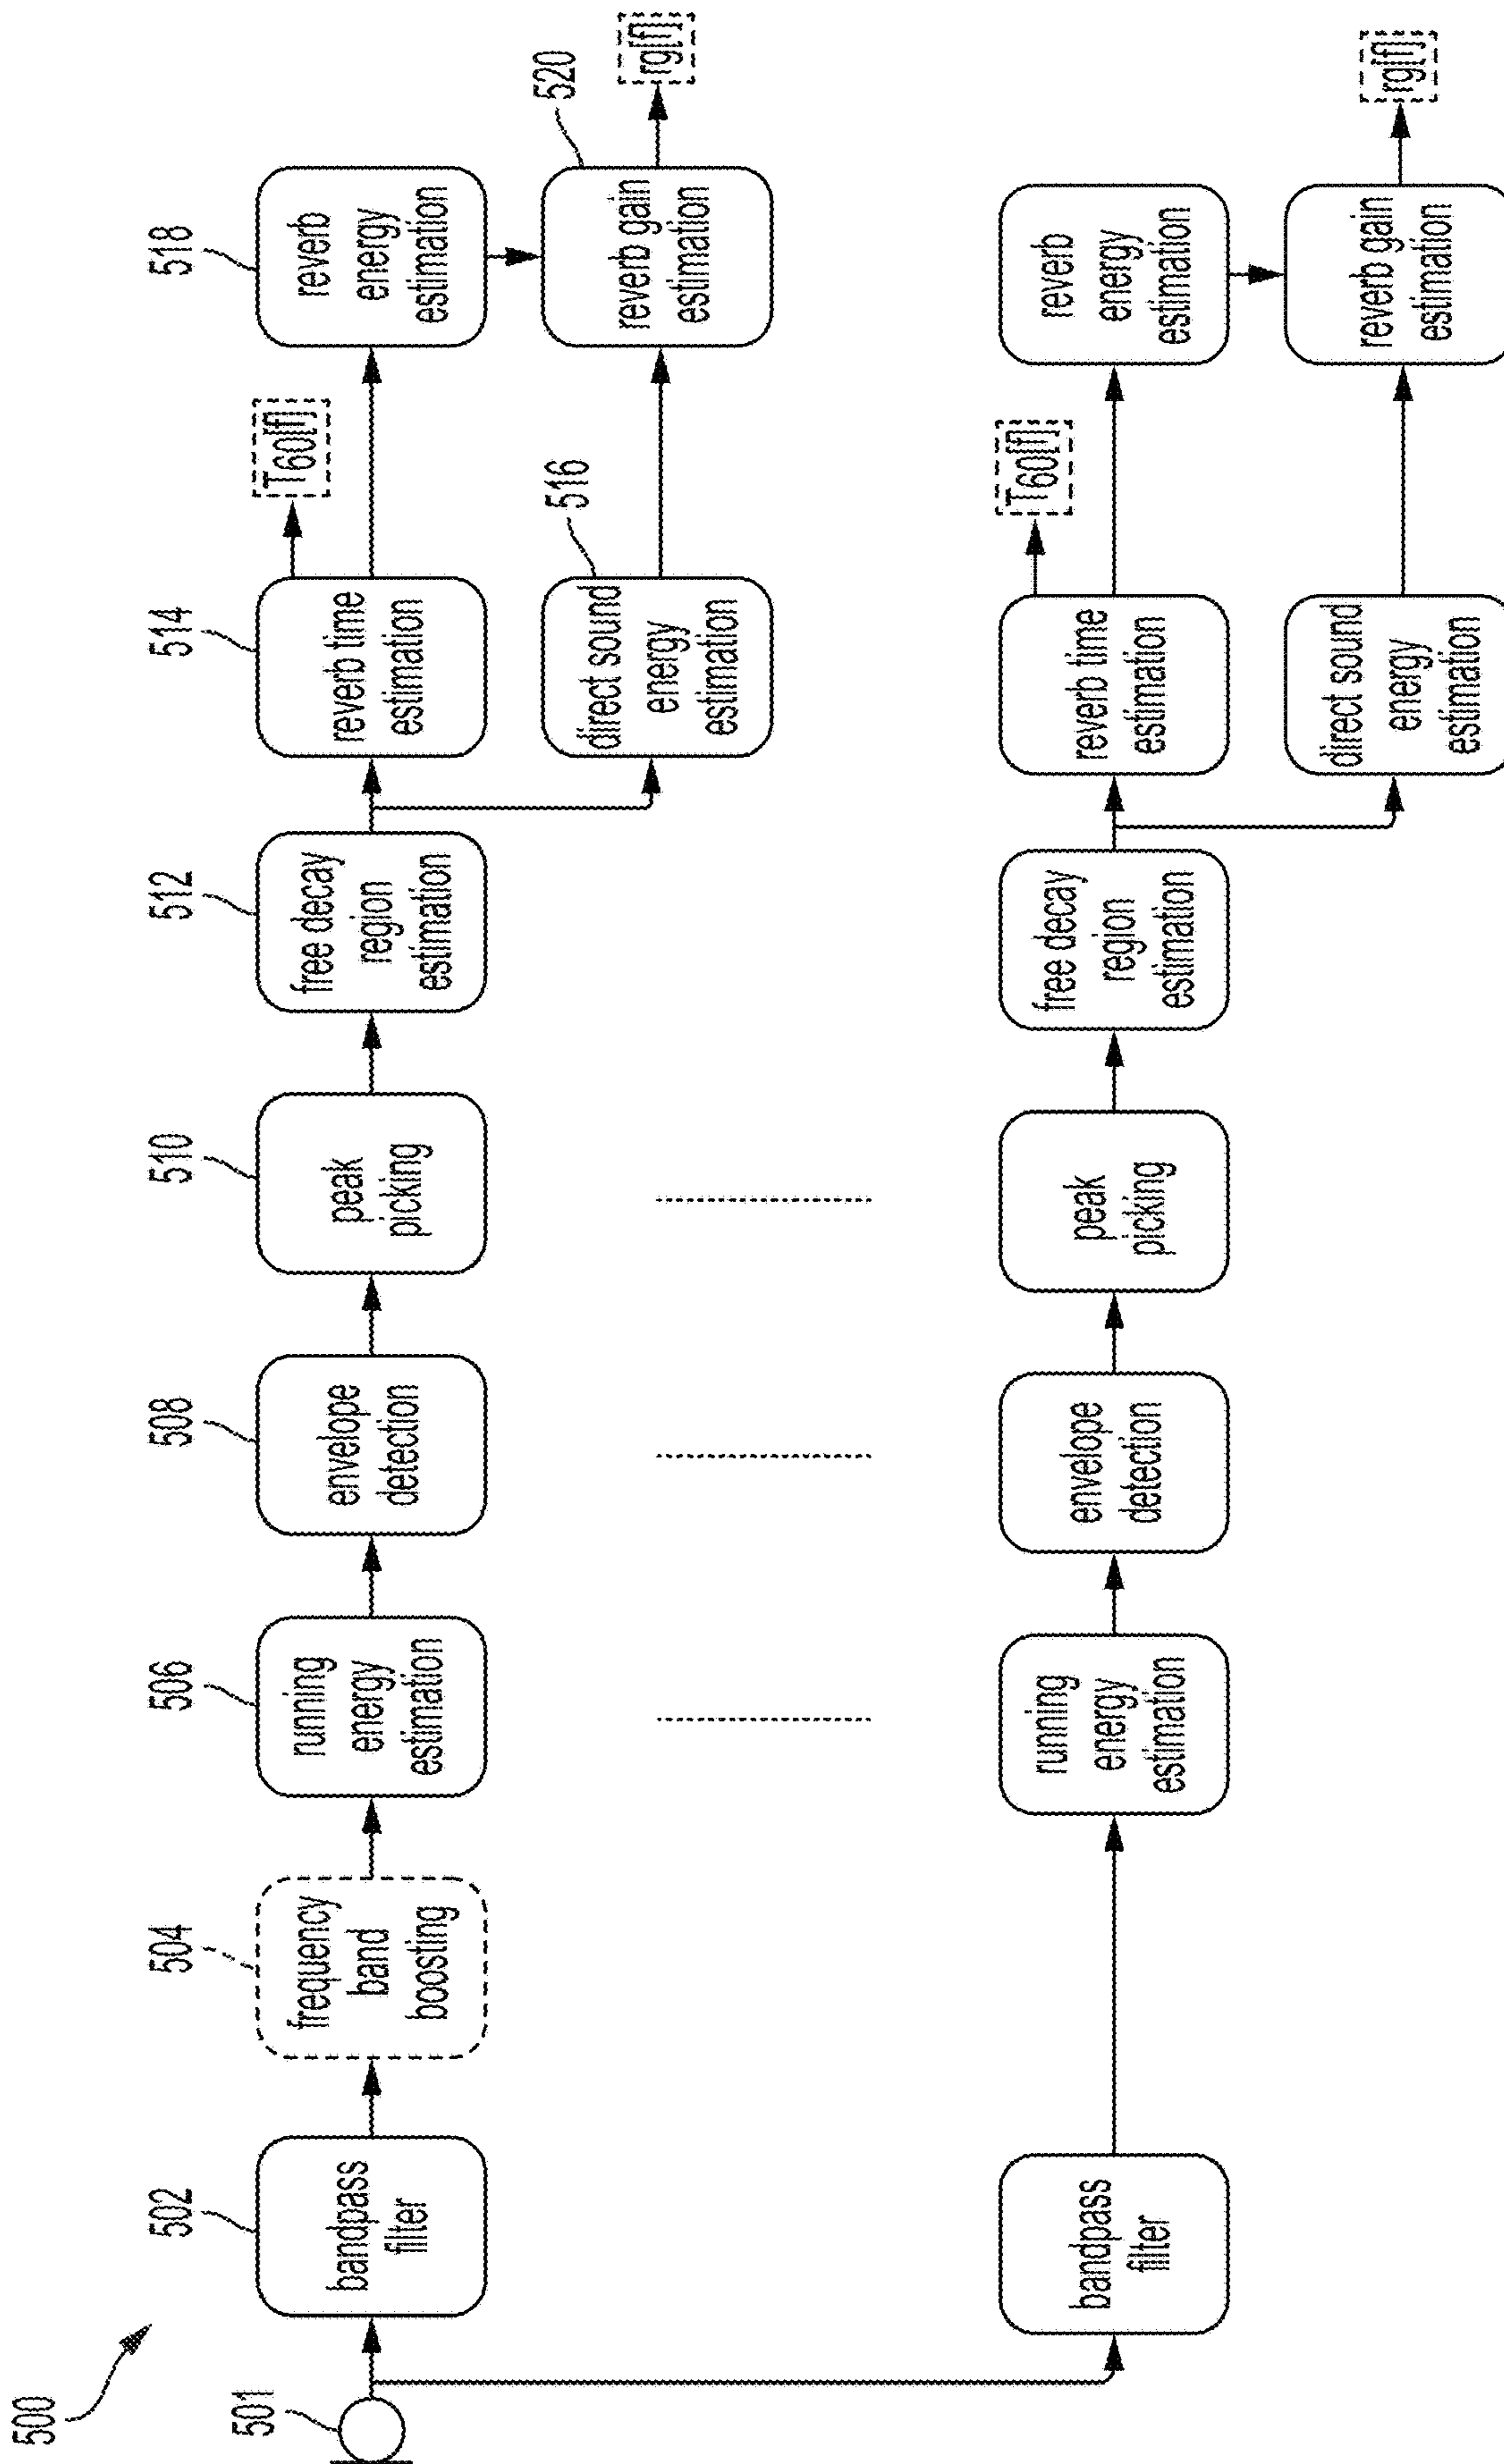 500
501
502
bandpass
filter
504
frequency
band
boosting
506
running
energy
estimation
508
envelope
detection
510
peak
picking
512
free decay
region
estimation
514
reverb time
estimation
T60[f]
516
direct sound
energy
estimation
518
reverb
energy
estimation
520
reverb gain
estimation
rg[f]
bandpass
filter
running
energy
estimation
envelope
detection
peak
picking
free decay
region
estimation
reverb time
estimation
T60[f]
direct sound
energy
estimation
reverb
energy
estimation
reverb gain
estimation
rg[f]